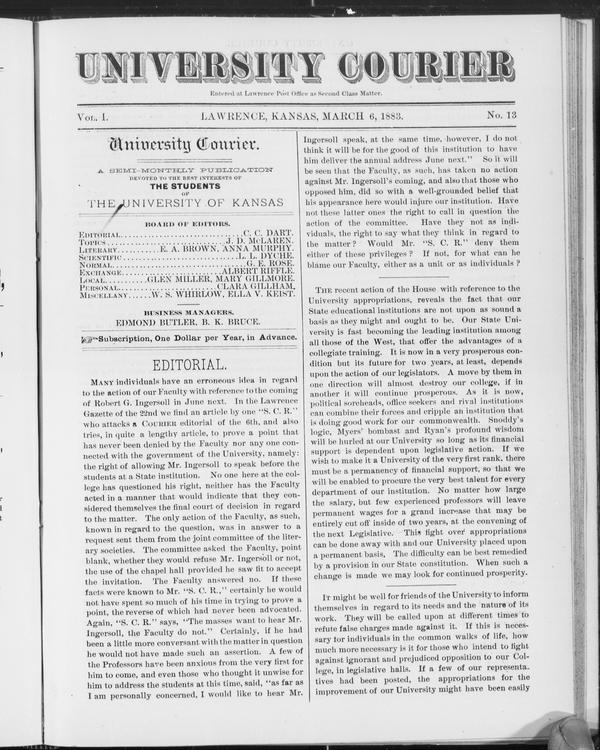 UNIVERSITY COURIER
Entered at Lawrence Post Office as Second Class Matter.
VOL. I. LAWRENCE, KANSAS, MARCH 6, 1883. No. 13
University Courier.
A SEMI-MONTHLY PUBLICATION
DEVOTED TO THE BEST INTERESTS OF
THE STUDENTS
OF
THE UNIVERSITY OF KANSAS
BOARD OF EDITORS.
EDITORIAL..........C. C. DART.
TOPICS..........J. D. McLAREN.
LITERARY..........E. A. BROWN, ANNA MURPHY.
SCIENTIFIC..........L. L. DYCHE.
NORMAL..........G. E. ROSE.
EXCHANGE..........ALBERT RIFFLE.
LOCAL..........GLEN MILLER, MARY GILLMORE.
PERSONAL..........CLARA GILLHAM.
MISCELLANY......W. S. WHIRLOW, ELLA V. KEIST.
BUSINESS MANAGERS.
EDMOND BUTLER, B. K. BRUCE.
☞Subscription, One Dollar per Year, in Advance.
EDITORIAL.
MANY individuals have an erroneous idea in regard
to the action of our Faculty with reference to the coming
of Robert G. Ingersoll in June next. In the Lawrence
Gazette of the 22nd we find an article by one "S. C. R."
who attacks a COURIER editorial of the 6th, and also
tries, in quite a lengthy article, to prove a point that
has never been denied by the Faculty nor any one con-
nected with the government of the University, namely:
the right of allowing Mr. Ingersoll to speak before the
students at a State institution. No one here at the col-
lege has questioned his right, neither has the Faculty
acted in a manner that would indicate that they con-
sidered themselves the final court of decision in regard
to the matter. The only action of the Faculty, as such,
known in regard to the question, was in answer to a
request sent them from the joint committee of the liter-
ary societies. The committee asked the Faculty, point
blank, whether they would refuse Mr. Ingersoll or not,
the use of the chapel hall provided he saw fit to accept
the invitation. The Faculty answered no. If these
facts were known to Mr. "S. C. R.," certainly he would
not have spent so much of his time in trying to prove a
point, the reverse of which had never been advocated.
Again, "S. C. R." says, "The masses want to hear Mr.
Ingersoll, the Faculty do not." Certainly, if he had
been a little more conversant with the matter in question
he would not have made such an assertion. A few of
the Professors have been anxious from the very first for
him to come, and even those who thought it unwise for
him to address the students at this time, said, "as far as
I am personally concerned, I would like to hear Mr.
Ingersoll speak, at the same time, however, I do not
think it will be for the good of this institution to have
him deliver the annual address June next." So it will
be seen that the Faculty, as such, has taken no action
against Mr. Ingersoll's coming, and also that those who
opposed him, did so with a well-grounded belief that
his appearance here would injure our institution. Have
not these latter ones the right to call in question the
action of the committee. Have they not as indi-
viduals, the right to say what they think in regard to
the matter? Would Mr. "S. C. R." deny them
either of these privileges? If not, for what can he
blame our Faculty, either as a unit or as individuals?
THE recent action of the House with reference to the
University appropriations, reveals the fact that our
State educational institutions are not upon as sound a
basis as they might and ought to be. Our State Uni-
versity is fast becoming the leading institution among
all those of the West, that offer the advantages of a
collegiate training. It is now in a very prosperous con-
dition but its future for two years, at least, depends
upon the action of our legislators. A move by them in
one direction will almost destroy our college, if in
another it will continue prosperous. As it is now,
political soreheads, office seekers and rival institutions
can combine their forces and cripple an institution that
is doing good work for our commonwealth. Snoddy's
logic, Myers' bombast and Ryan's profound wisdom
will be hurled at our University so long as its financial
support is dependent upon legislative action. If we
wish to make it a University of the very first rank, there
must be a permanency of financial support, so that we
will be enabled to procure the very best talent for every
department of our institution. No matter how large
the salary, but few experienced professors will leave
permanent wages for a grand increase that may be
entirely cut off inside of two years, at the convening of
the next Legislative. This fight over appropriations
can be done away with and our University placed upon
a permanent basis. The difficulty can be best remedied
by a provision in our State constitution. When such a
change is made we may look for continued prosperity.
IT might be well for friends of the University to inform
themselves in regard to its needs and the nature of its
work. They will be called upon at different times to
refute false charges made against it. If this is neces-
sary for individuals in the common walks of life, how
much more necessary is it for those who intend to fight
against ignorant and prejudiced opposition to our Col-
lege, in legislative halls. If a few of our representa.
tives had been posted, the appropriations for the
improvement of our University might have been easily